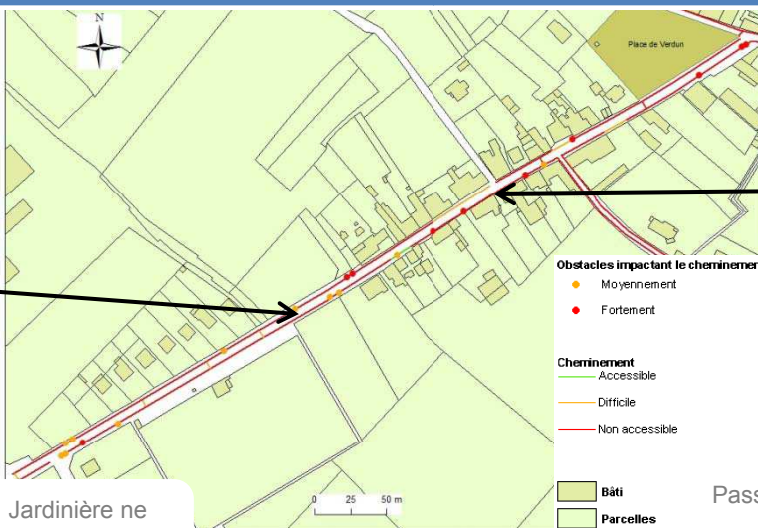 N
Place de Verdun
Obstacles impactant le cheminemen
Moyennement
Fortement
Cheminement
Accessible
Difficile
Non accessible
Bâti
Parcelles
0 25 50 m
Jardinière ne
Pass